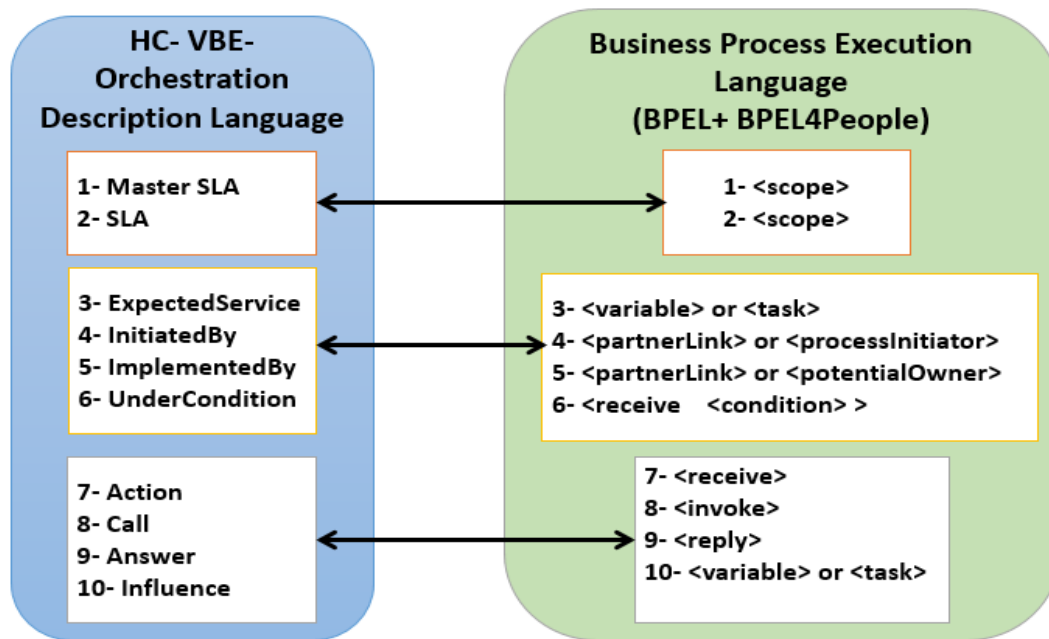 HC- VBE-
Orchestration
Description Language
1- Master SLA
2- SLA
3- ExpectedService
4- InitiatedBy
5- ImplementedBy
6- UnderCondition
7- Action
8- Call
9- Answer
10- Influence
Business Process Execution
Language
(BPEL+ BPEL4People)
1- <scope>
2- <scope>
3- <variable> or <task>
4- <partnerLink> or <processInitiator>
5- <partnerLink> or <potentialOwner>
6- <receive <condition> >
7- <receive>
8- <invoke>
9- <reply>
10- <variable> or <task>